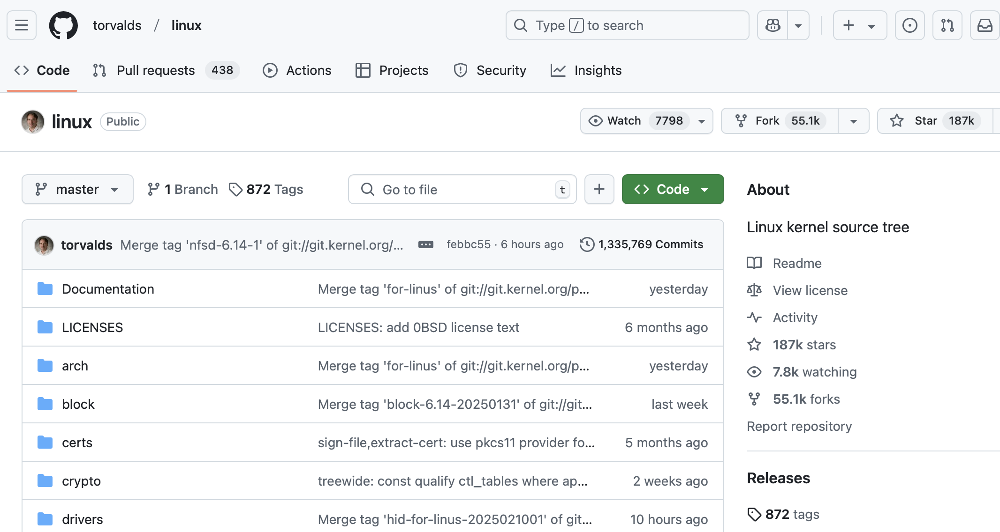 torvalds / linux
Type / to search
Code
Pull requests 438
Actions
Projects
Security
Insights
linux Public
Watch 7798
Fork 55.1k
Star 187k
master
1 Branch
872 Tags
Go to file t
Code
torvalds Merge tag 'nfsd-6.14-1' of git://git.kernel.org/... febbc55 · 6 hours ago 1,335,769 Commits
Documentation Merge tag 'for-linus' of git://git.kernel.org/p... yesterday
LICENSES LICENSES: add 0BSD license text 6 months ago
arch Merge tag 'for-linus' of git://git.kernel.org/p... yesterday
block Merge tag 'block-6.14-20250131' of git://git... last week
certs sign-file,extract-cert: use pkcs11 provider fo... 5 months ago
crypto treewide: const qualify ctl_tables where ap... 2 weeks ago
drivers Merge tag 'hid-for-linus-2025021001' of git... 10 hours ago
About
Linux kernel source tree
Readme
View license
Activity
187k stars
7.8k watching
55.1k forks
Report repository
Releases
872 tags